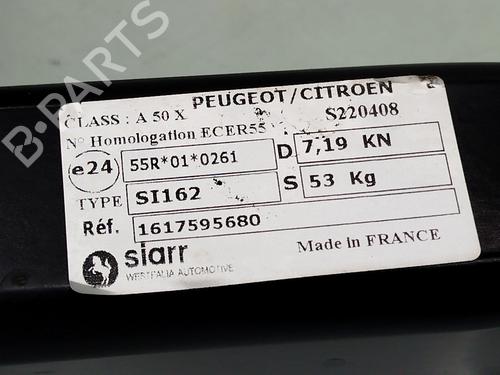 PEUGEOT/CITROEN
CLASS : A 50 X
S220408
N° Homologation ECER55
e24
55R*01*0261
D
7,19 KN
TYPE
SI162
S
53 Kg
Réf.
1617595680
siarr
WESTFALIA AUTOMOTIVE
Made in FRANCE
B-PARTS